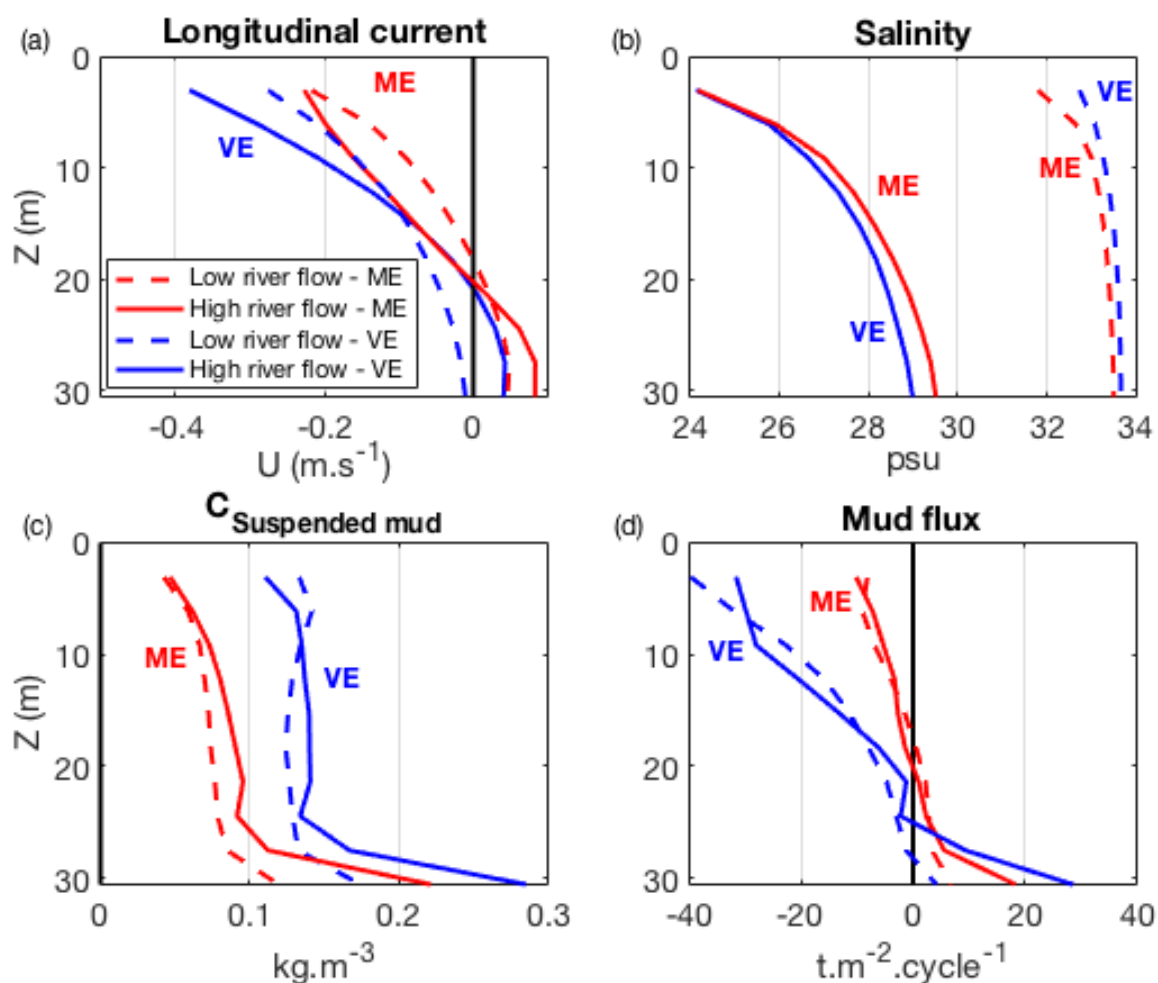 (a) Longitudinal current
0
10
20
30
Z (m)
ME
VE
Low river flow - ME
High river flow - ME
Low river flow - VE
High river flow - VE
-0.4 -0.2 0
U (m.s⁻¹)
(b) Salinity
0
10
20
30
VE
ME
ME
VE
24 26 28 30 32 34
psu
(c) C Suspended mud
0
10
20
30
Z (m)
ME
VE
0 0.1 0.2 0.3
kg.m⁻³
(d) Mud flux
0
10
20
30
ME
VE
-40 -20 0 20 40
t.m⁻².cycle⁻¹